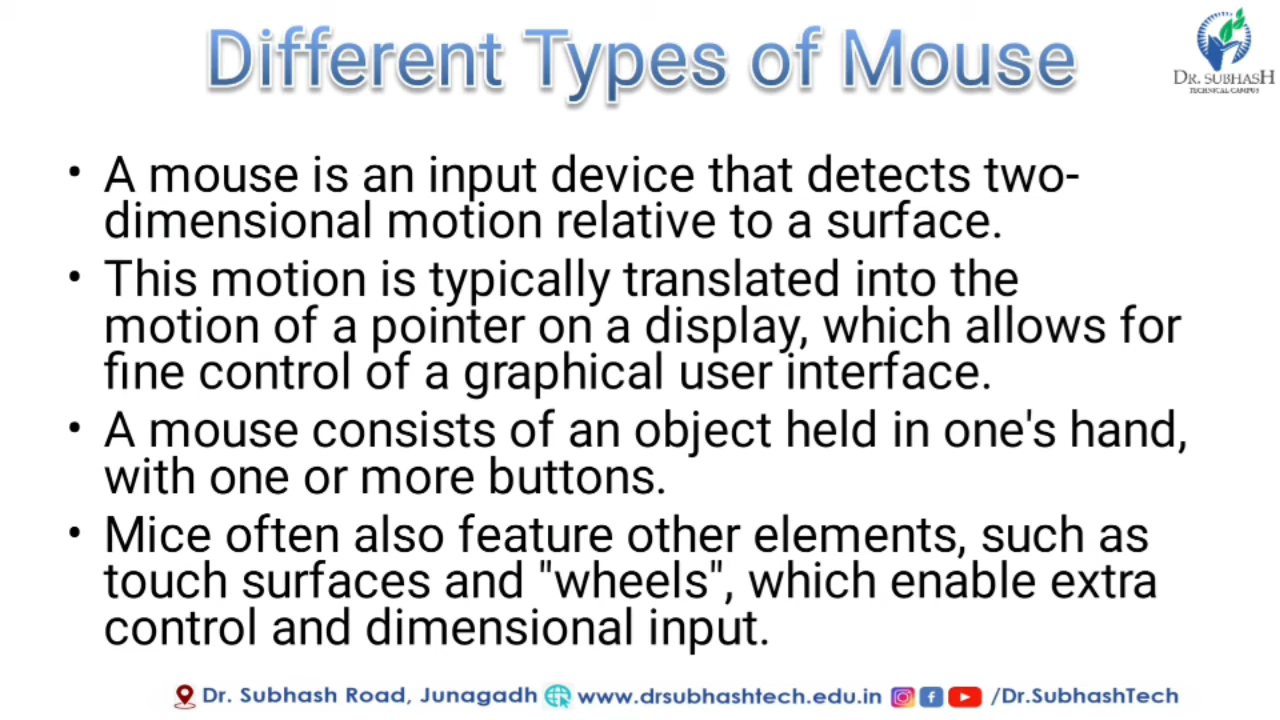 Different Types of Mouse
DR. SUBHASH
TECHNICAL CAMPUS
• A mouse is an input device that detects two-
dimensional motion relative to a surface.
• This motion is typically translated into the
motion of a pointer on a display, which allows for
fine control of a graphical user interface.
• A mouse consists of an object held in one's hand,
with one or more buttons.
• Mice often also feature other elements, such as
touch surfaces and "wheels", which enable extra
control and dimensional input.
Dr. Subhash Road, Junagadh www.drsubhashtech.edu.in /Dr.SubhashTech